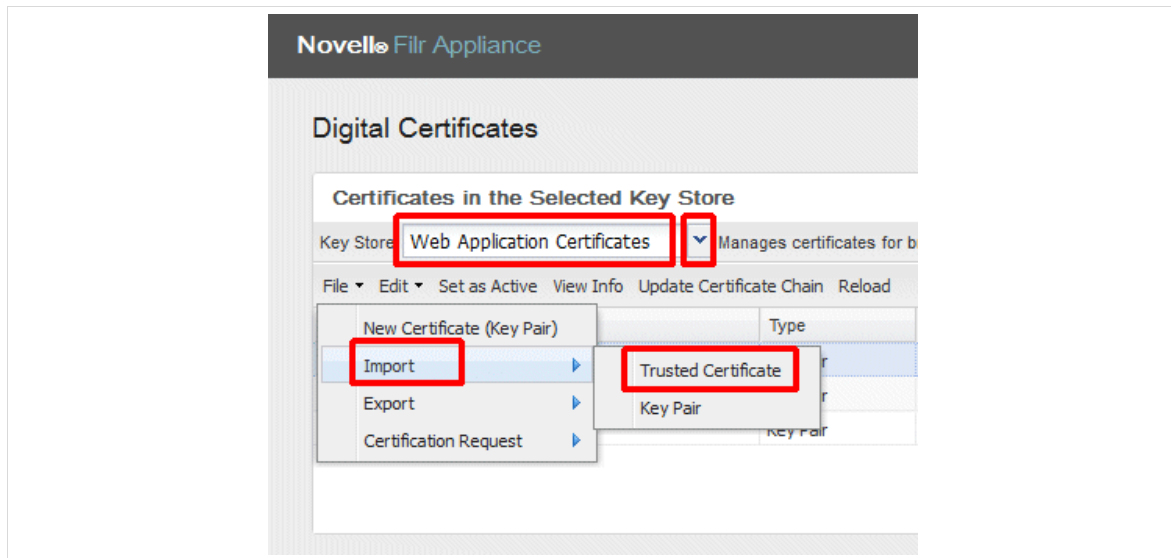 Novell® Filr Appliance
Digital Certificates
Certificates in the Selected Key Store
Key Store Web Application Certificates Manages certificates for b
File Edit Set as Active View Info Update Certificate Chain Reload
New Certificate (Key Pair) Type
Import Trusted Certificate r
Export Key Pair r
Certification Request Key Pair